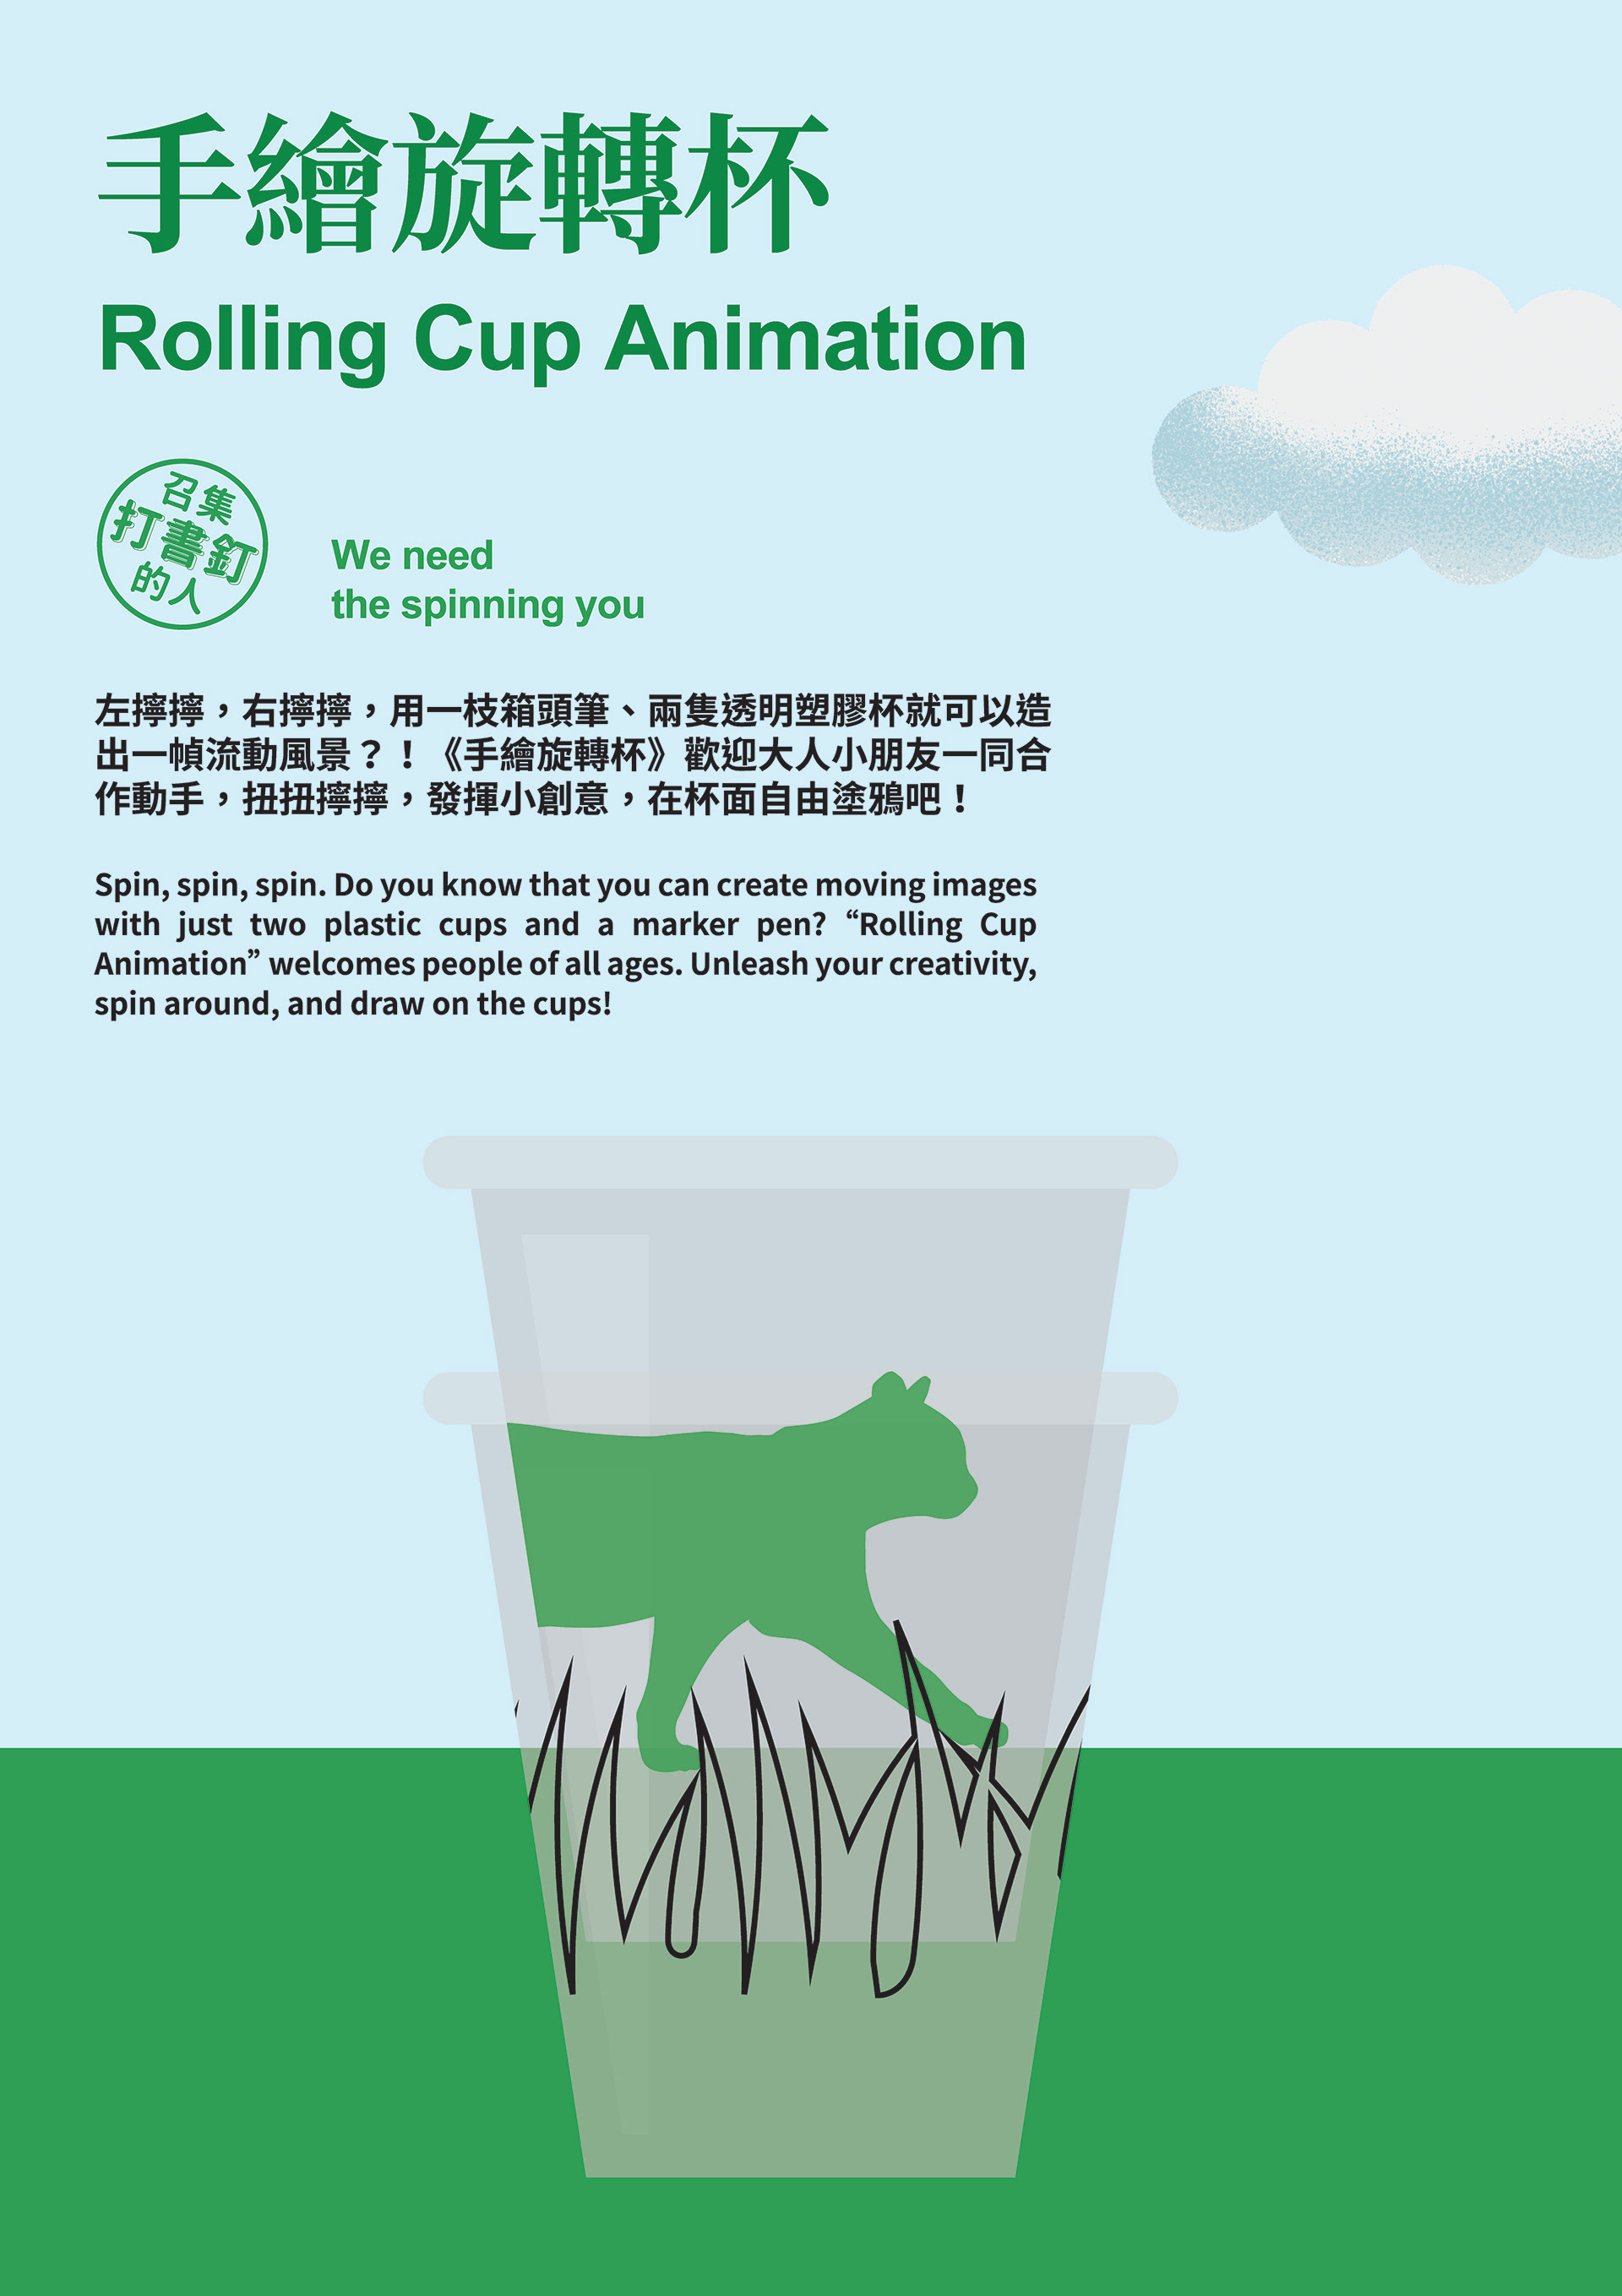 手繪旋轉杯
Rolling Cup Animation
召集
打書釘
的人
We need
the spinning you
左擰擰，右擰擰，用一枝箱頭筆、兩隻透明塑膠杯就可以造
出一幀流動風景？！《手繪旋轉杯》歡迎大人小朋友一同合
作動手，扭扭擰擰，發揮小創意，在杯面自由塗鴉吧！
Spin, spin, spin. Do you know that you can create moving images
with just two plastic cups and a marker pen? “Rolling Cup
Animation” welcomes people of all ages. Unleash your creativity,
spin around, and draw on the cups!